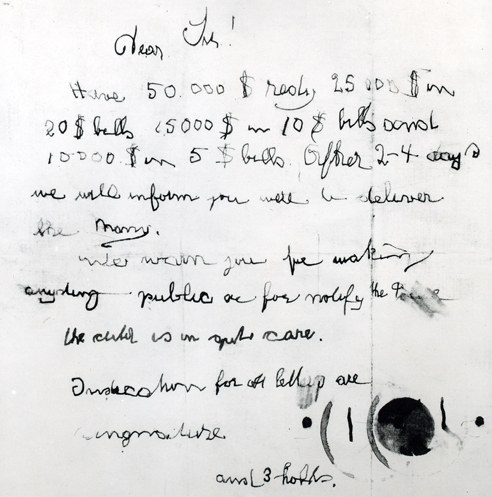 Dear Sir!
Have 50.000 $ redy 25 000 $ in
20 $ bills 15000 $ in 10 $ bills and
10000 $ in 5 $ bills. After 2-4 days
we will inform you were to deliver
the Mony.
We warn you for making
anyding public or for notify the Police
the child is in gut care.
Indication for all letters are
singnature
and 3 holds.